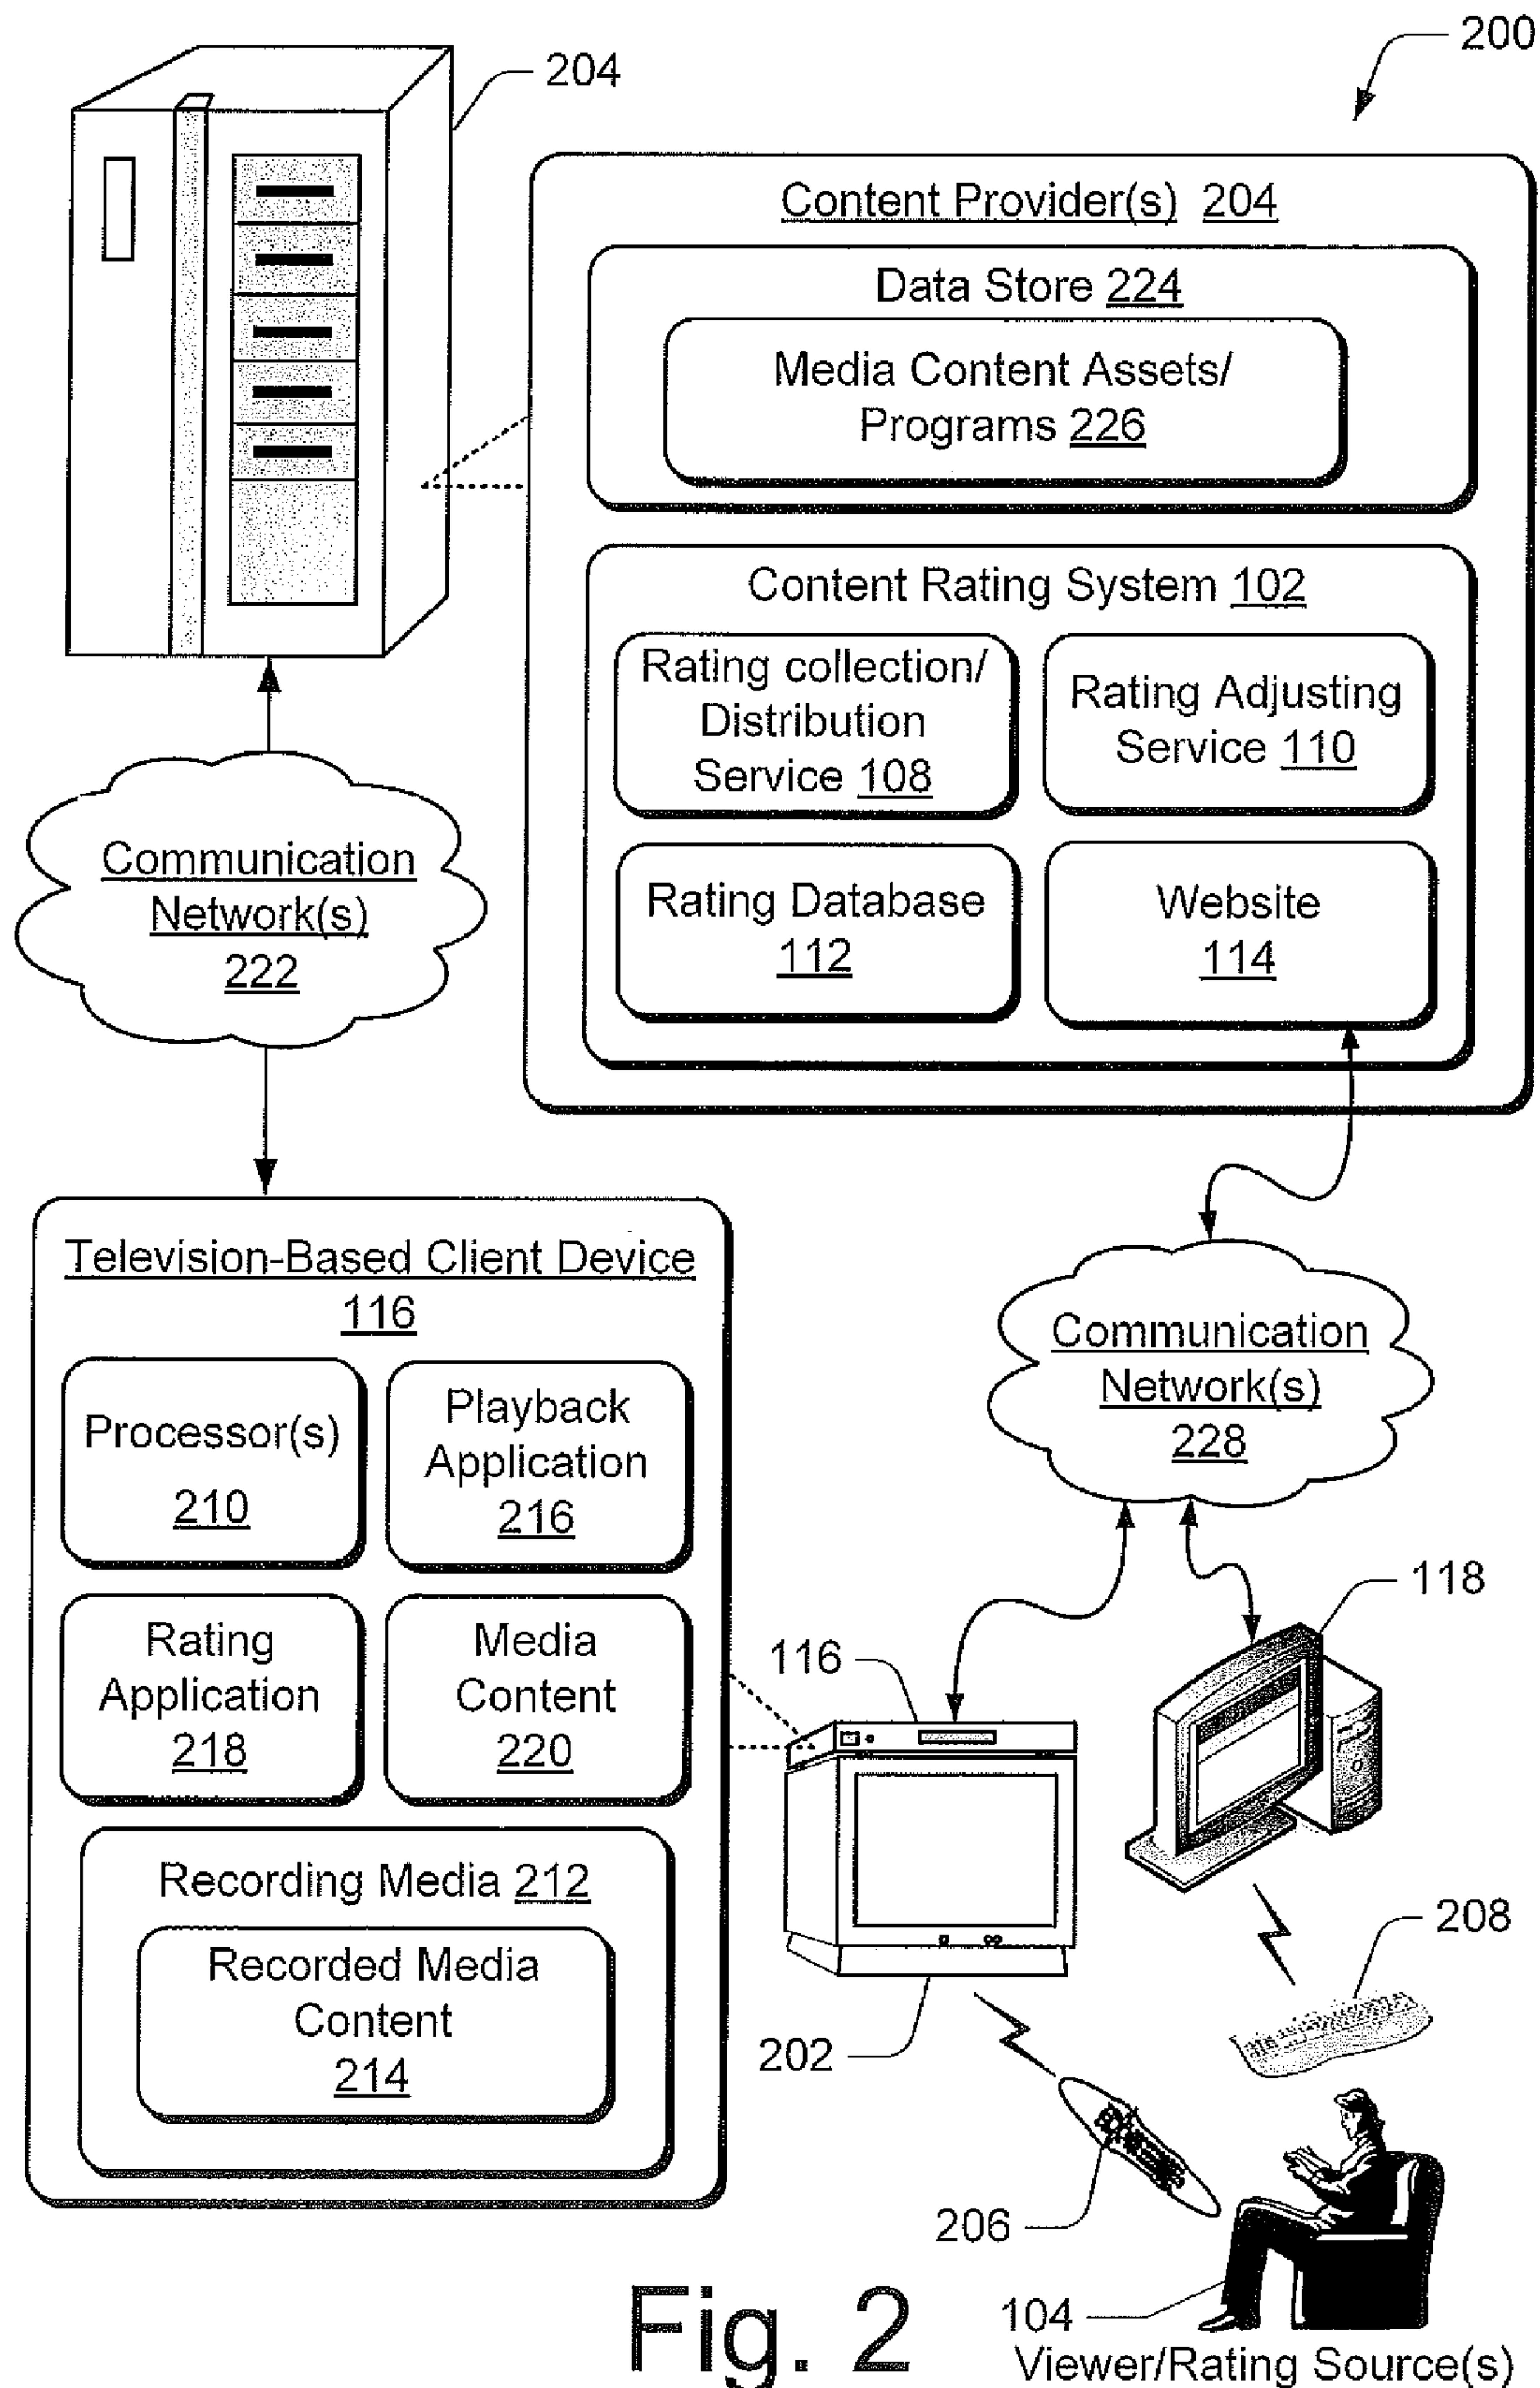 200
204
Content Provider(s) 204
Data Store 224
Media Content Assets/
Programs 226
Content Rating System 102
Rating collection/
Distribution
Service 108
Rating Adjusting
Service 110
Rating Database
112
Website
114
Communication
Network(s)
222
Television-Based Client Device
116
Processor(s)
210
Playback
Application
216
Rating
Application
218
Media
Content
220
Recording Media 212
Recorded Media
Content
214
Communication
Network(s)
228
118
116
208
202
206
104
Viewer/Rating Source(s)
Fig. 2